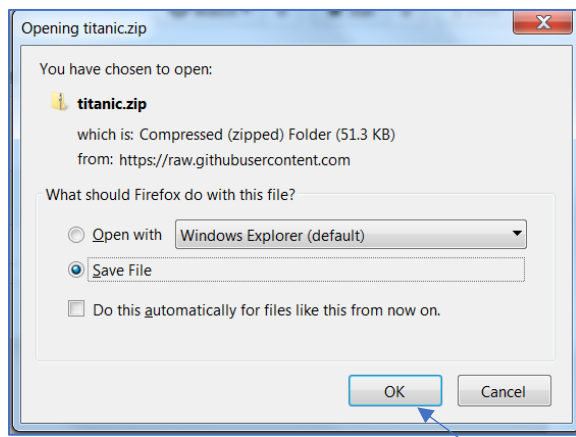 Opening titanic.zip
You have chosen to open:
titanic.zip
which is: Compressed (zipped) Folder (51.3 KB)
from: https://raw.githubusercontent.com
What should Firefox do with this file?
Open with Windows Explorer (default)
Save File
Do this automatically for files like this from now on.
OK Cancel